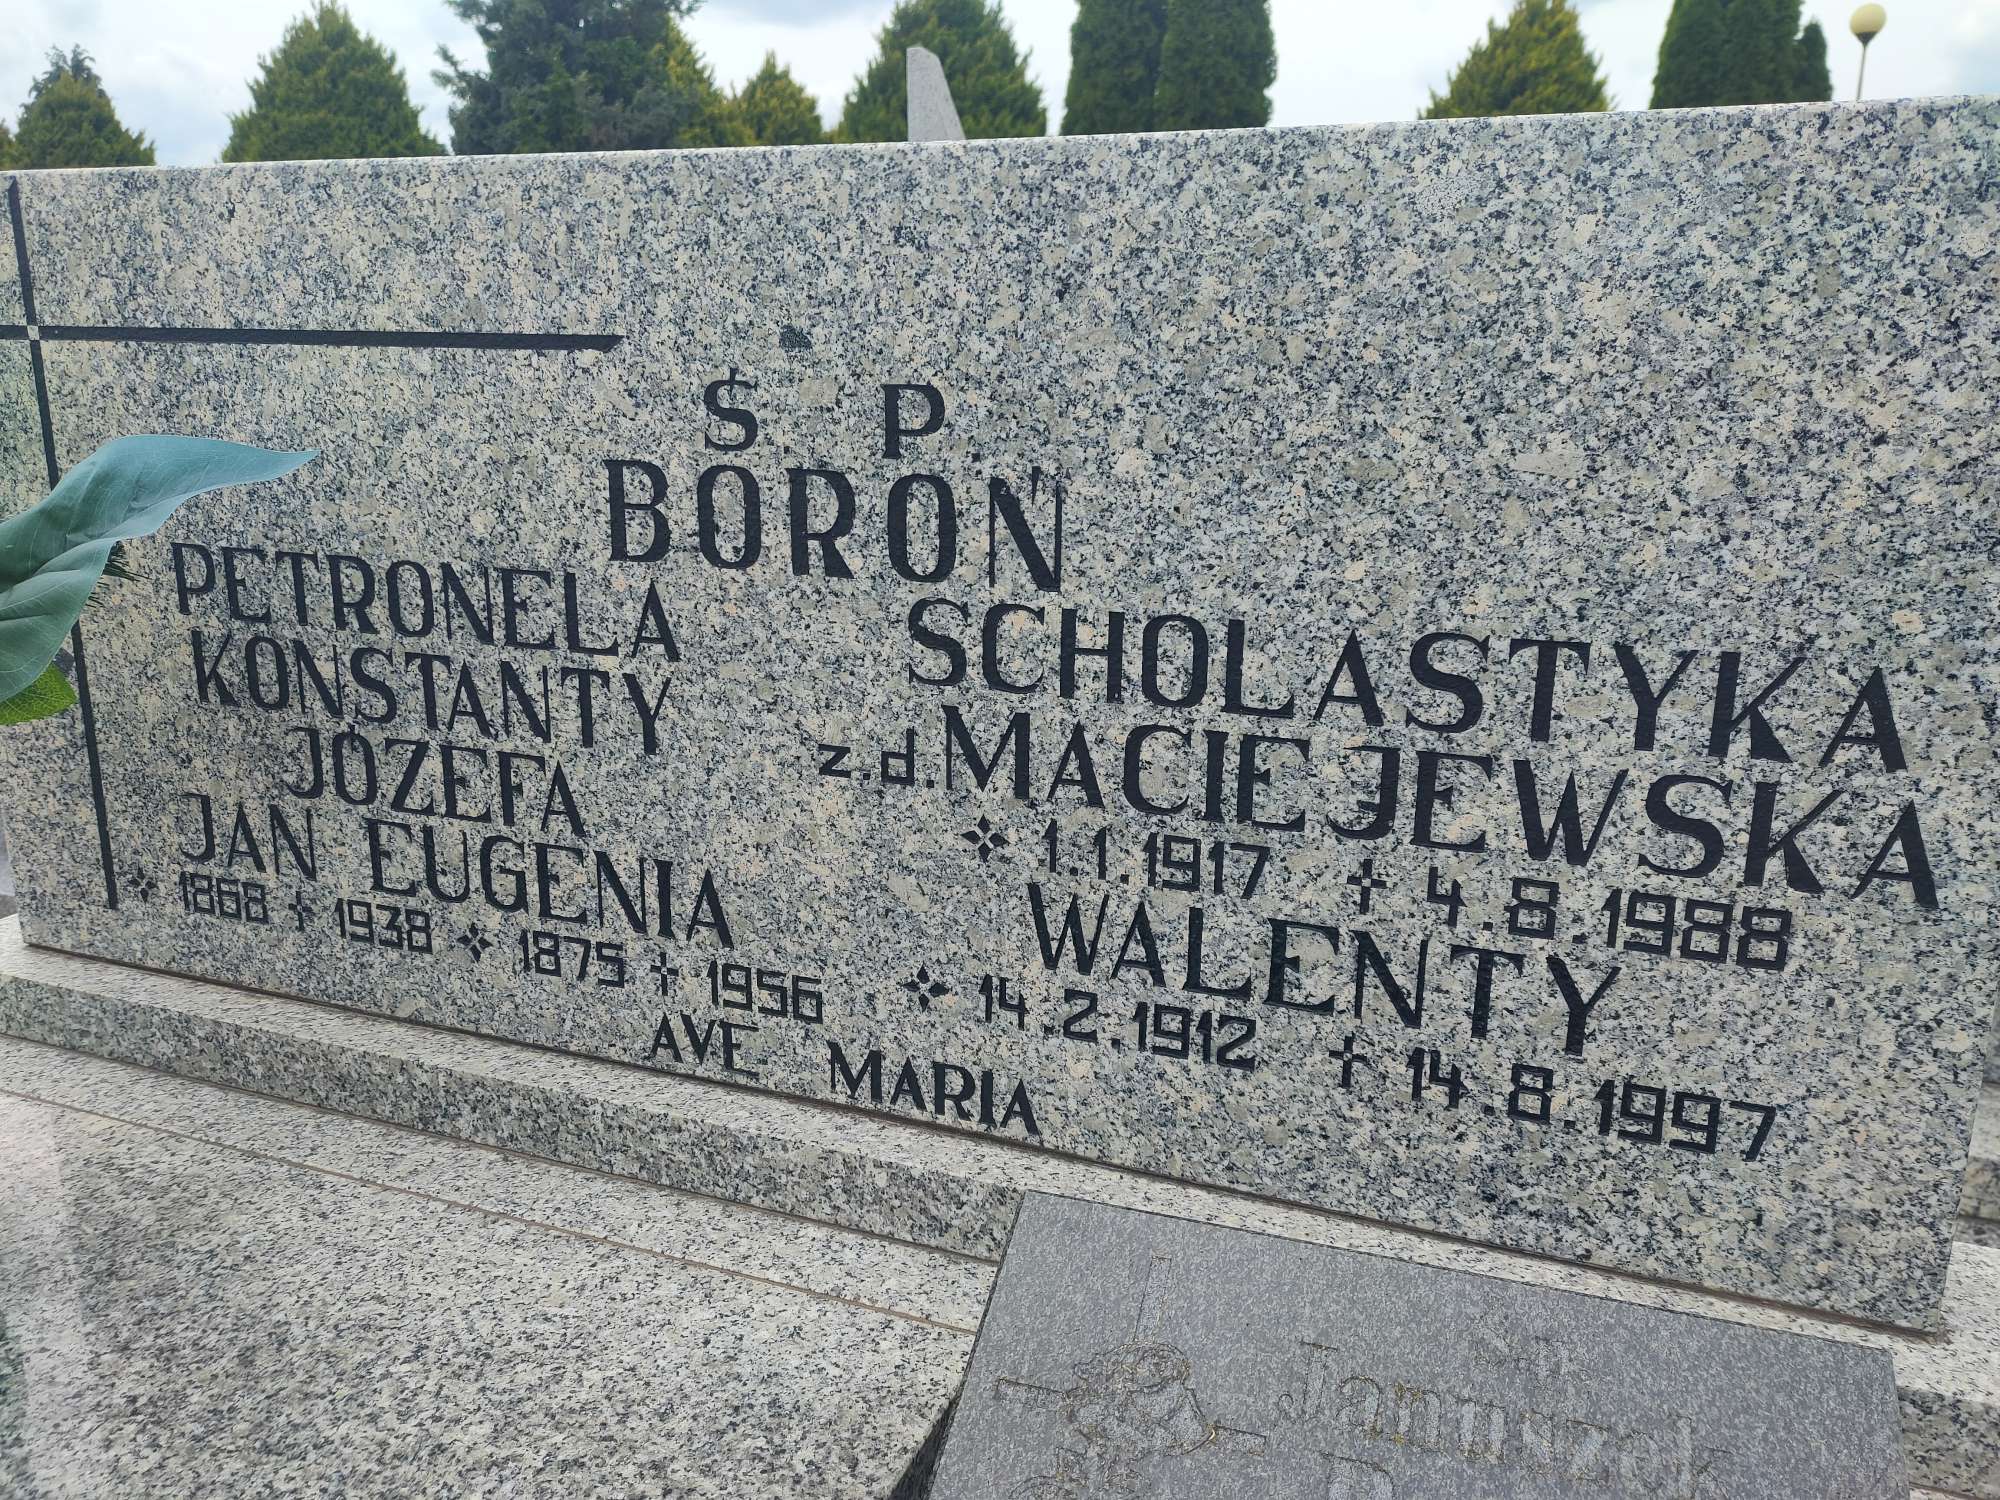 Ś P
BOROŃ
PETRONELA
KONSTANTY
JÓZEFA
JAN EUGENIA
1868 + 1938 1875 + 1956
SCHOLASTYKA
z.d. MACIEJEWSKA
1.1.1917 + 4.8.1988
WALENTY
14.2.1912 + 14.8.1997
AVE MARIA
Januszek